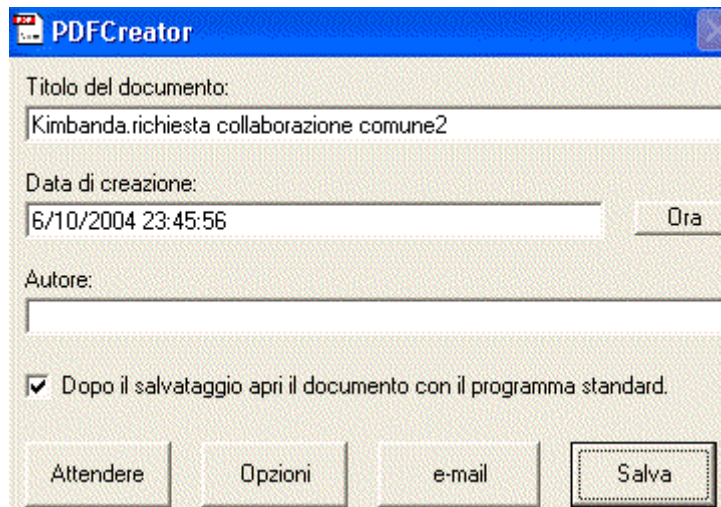 PDFCreator
Titolo del documento:
Kimbanda.richiesta collaborazione comune2
Data di creazione:
6/10/2004 23:45:56
Ora
Autore:
Dopo il salvataggio apri il documento con il programma standard.
Attendere Opzioni e-mail Salva